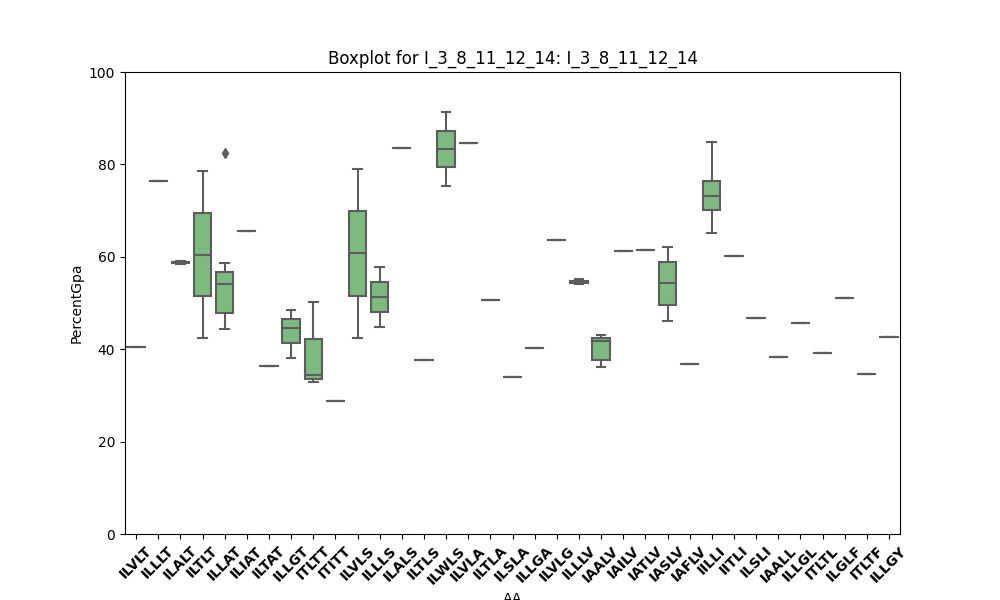 Boxplot for I_3_8_11_12_14: I_3_8_11_12_14
PercentGpa
100
80
60
40
20
0
ILVLT ILLLT ILALT ILTLT ILLAT ILIAT ILTAT ILLGT ITLTT ITITT ILVLS ILLLS ILALS ILTLS ILWLS ILVLA ILTLA ILSLA ILLGA ILVLG ILLLV IAALV IAILV IATLV IASLV IAFLV IILLI IITLI ILSLI IAALL ILLGL ITLTL ILGLF ITLTF ILLGY
AA